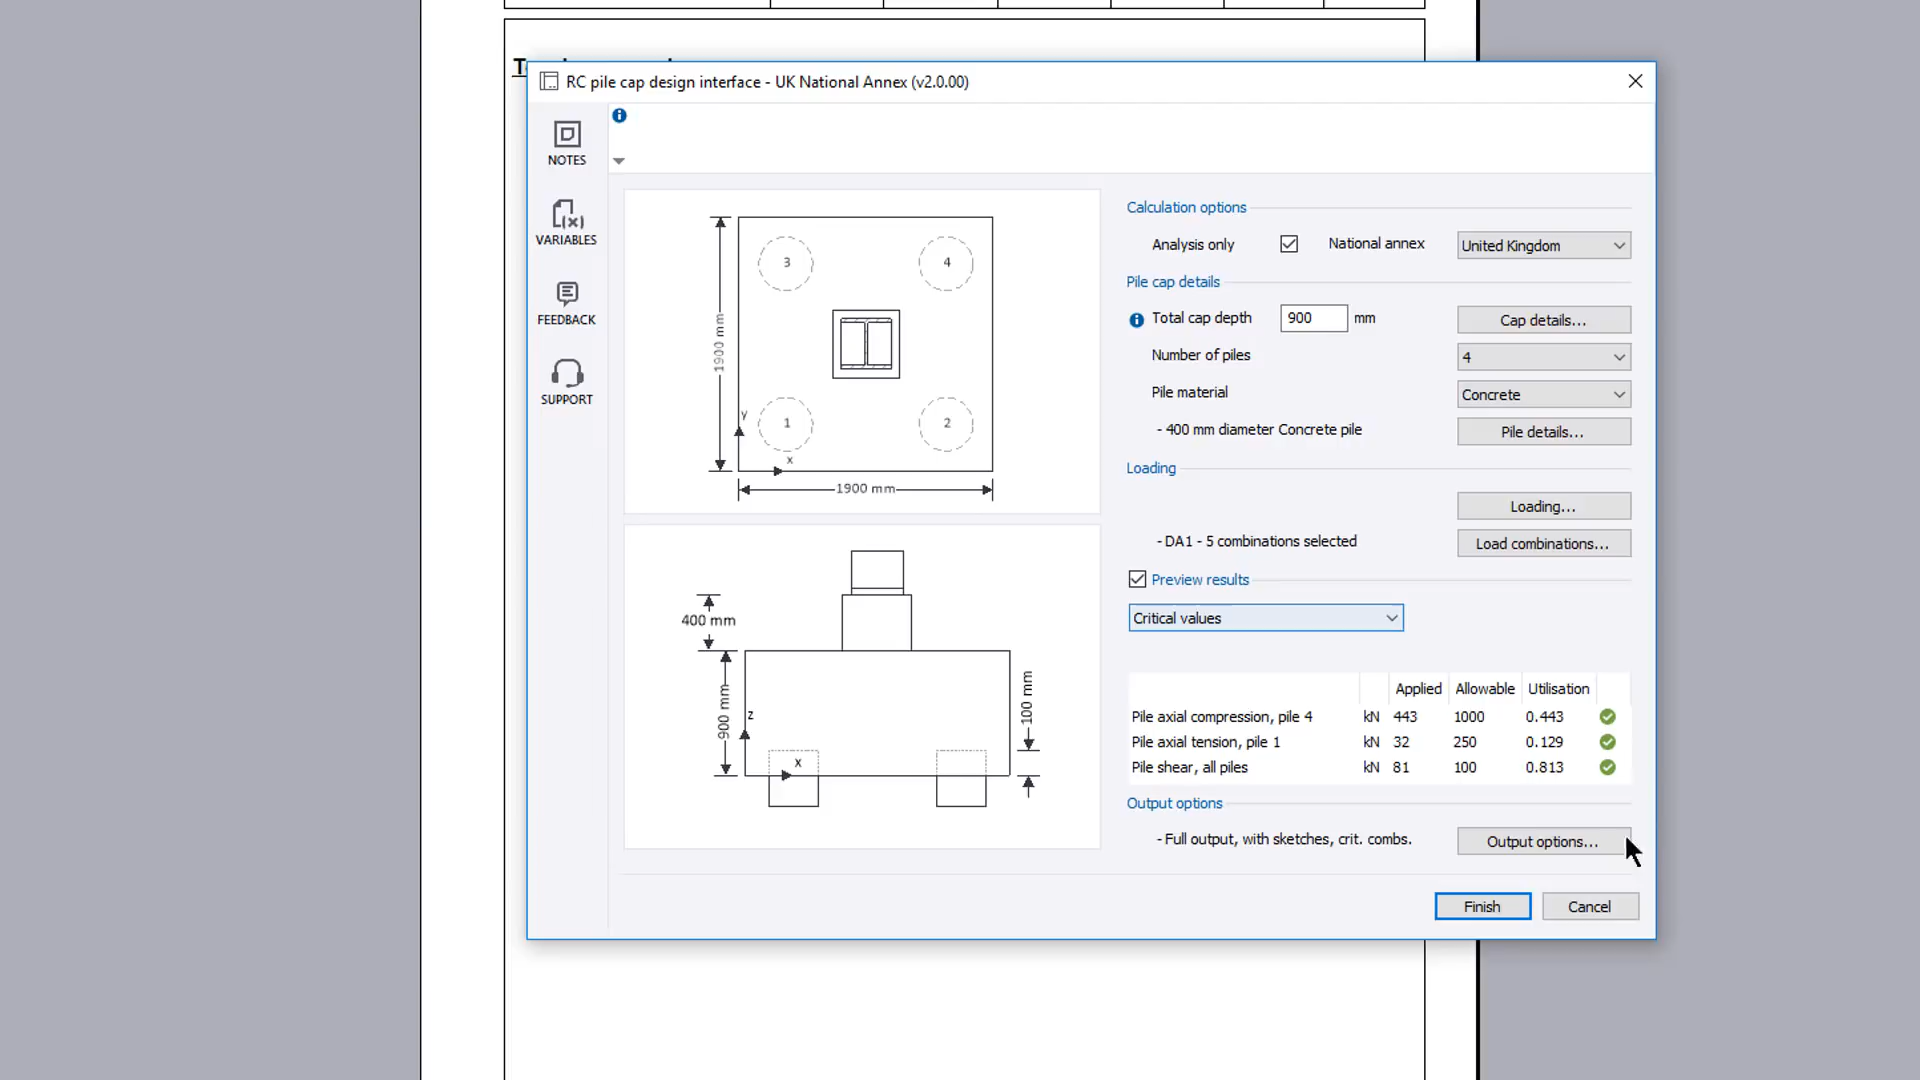 RC pile cap design interface - UK National Annex (v2.0.00)
NOTES
VARIABLES
FEEDBACK
SUPPORT
3
4
1
2
y
x
1900 mm
1900 mm
400 mm
900 mm
z
x
100 mm
Calculation options
Analysis only
National annex
United Kingdom
Pile cap details
Total cap depth
900
mm
Cap details...
Number of piles
4
Pile material
Concrete
- 400 mm diameter Concrete pile
Pile details...
Loading
Loading...
- DA1 - 5 combinations selected
Load combinations...
Preview results
Critical values
Applied Allowable Utilisation
Pile axial compression, pile 4 kN 443 1000 0.443
Pile axial tension, pile 1 kN 32 250 0.129
Pile shear, all piles kN 81 100 0.813
Output options
- Full output, with sketches, crit. combs.
Output options...
Finish
Cancel